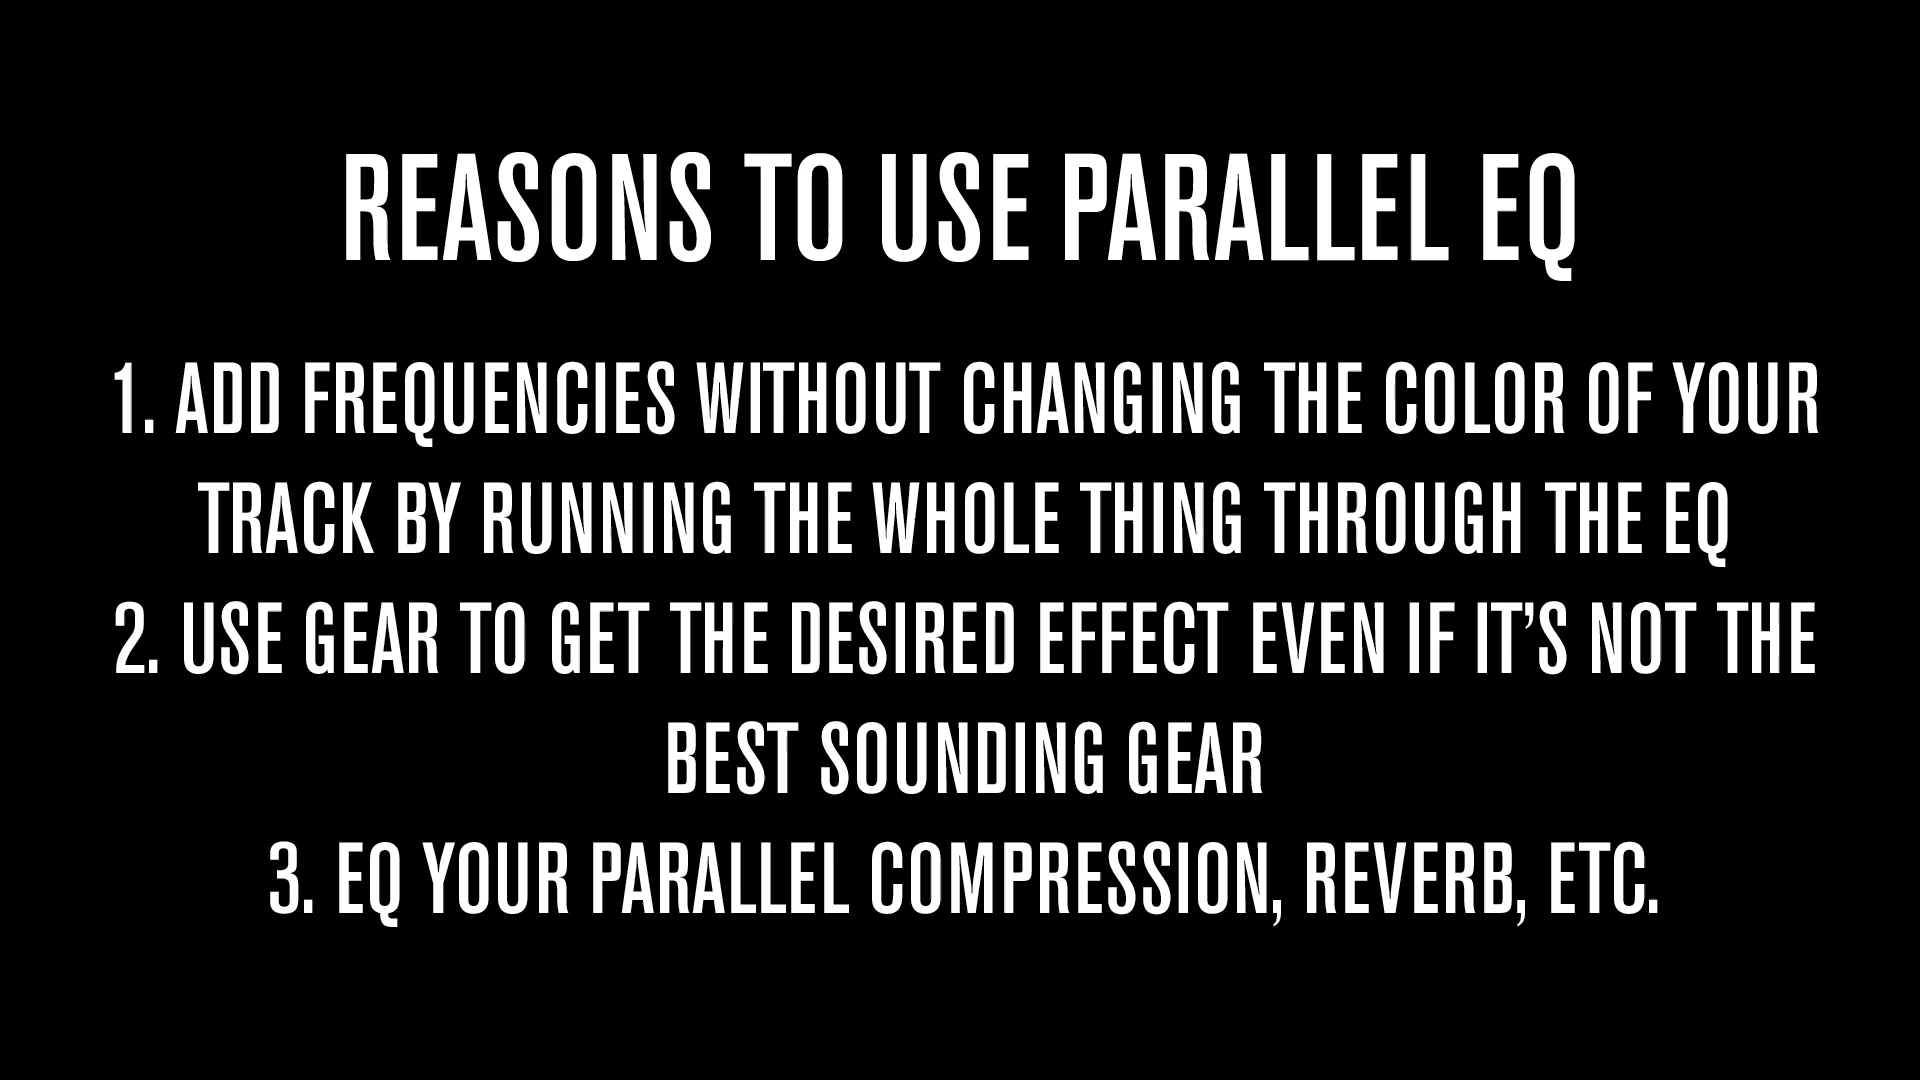 REASONS TO USE PARALLEL EQ
1. ADD FREQUENCIES WITHOUT CHANGING THE COLOR OF YOUR
TRACK BY RUNNING THE WHOLE THING THROUGH THE EQ
2. USE GEAR TO GET THE DESIRED EFFECT EVEN IF IT’S NOT THE
BEST SOUNDING GEAR
3. EQ YOUR PARALLEL COMPRESSION, REVERB, ETC.